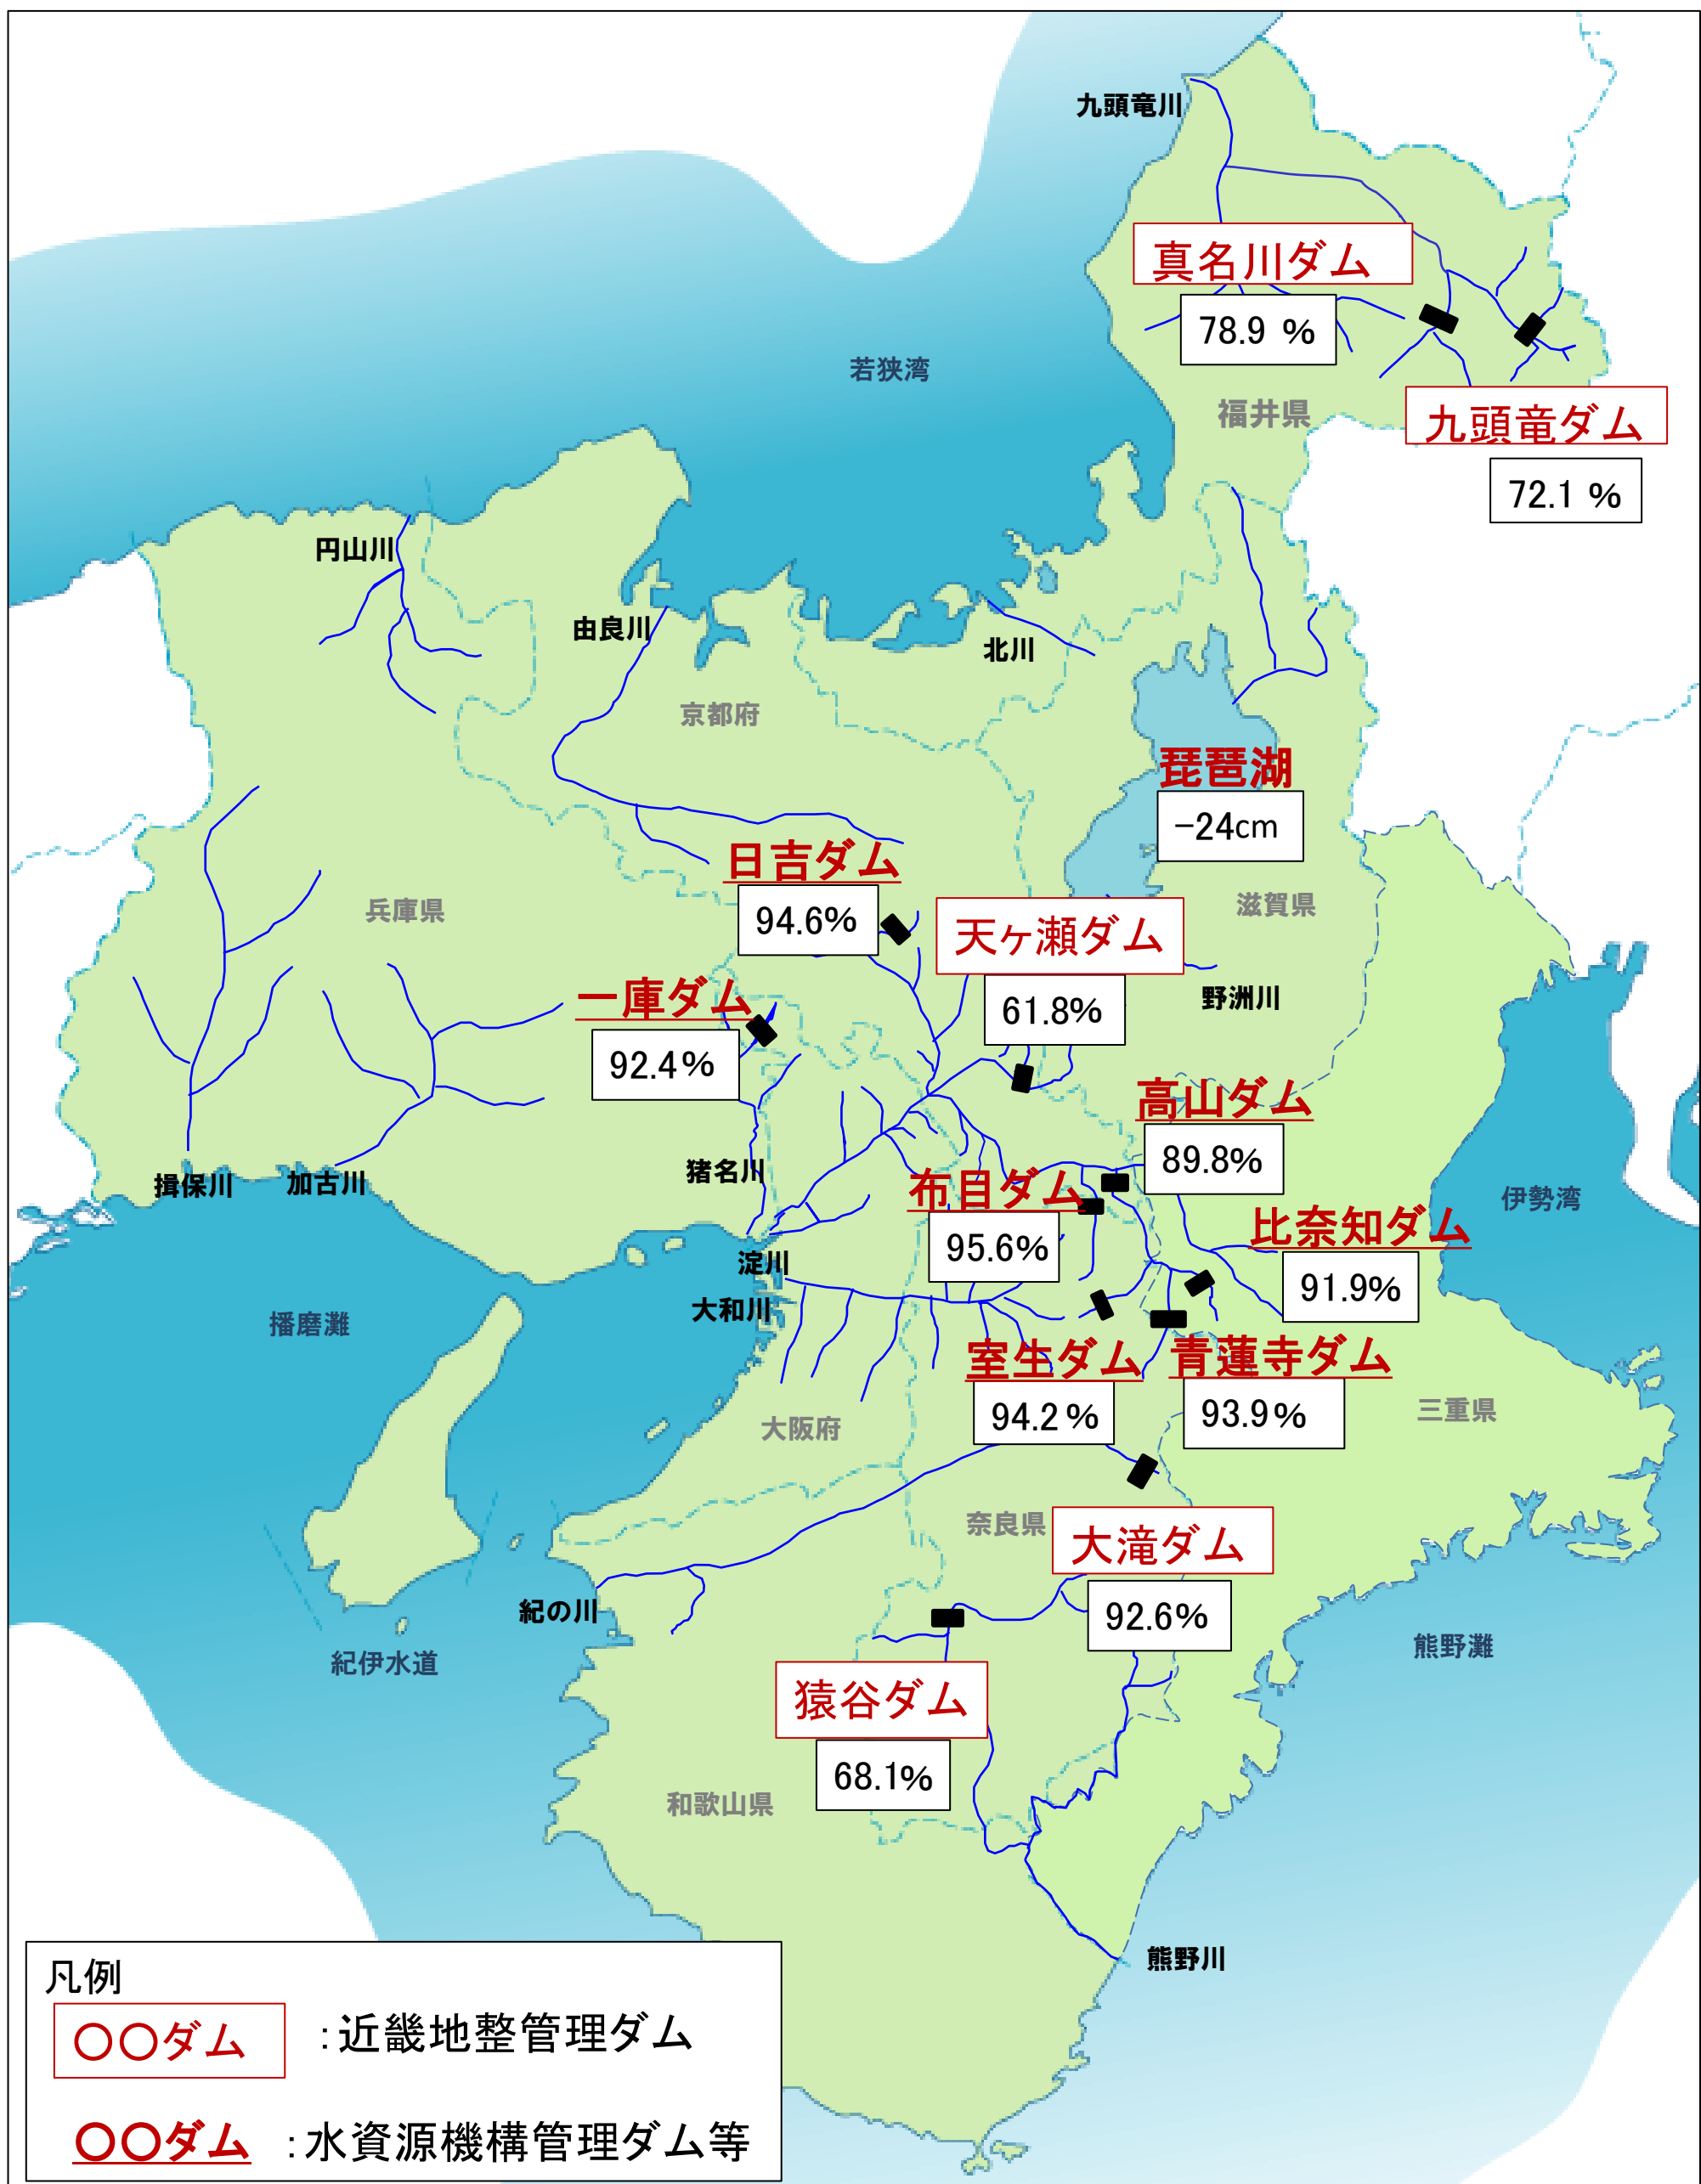 九頭竜川
真名川ダム
78.9 %
若狭湾
福井県
九頭竜ダム
72.1 %
円山川
由良川
北川
京都府
琵琶湖
−24cm
日吉ダム
94.6%
兵庫県
天ヶ瀬ダム
61.8%
滋賀県
野洲川
一庫ダム
92.4%
高山ダム
89.8%
揖保川
加古川
猪名川
布目ダム
95.6%
伊勢湾
比奈知ダム
91.9%
淀川
大和川
播磨灘
室生ダム
94.2%
青蓮寺ダム
93.9%
大阪府
三重県
奈良県
大滝ダム
92.6%
紀の川
紀伊水道
熊野灘
猿谷ダム
68.1%
和歌山県
熊野川
凡例
〇〇ダム :近畿地整管理ダム
〇〇ダム :水資源機構管理ダム等